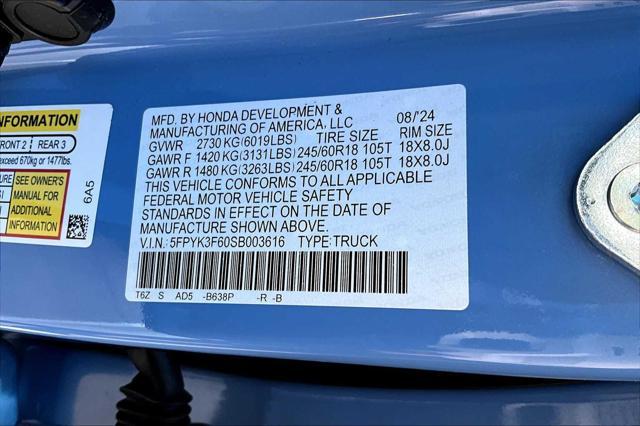 INFORMATION
FRONT 2 REAR 3
exceed 670kg or 1477lbs.
SEE OWNER'S
MANUAL FOR
ADDITIONAL
INFORMATION
6A5
MFD. BY HONDA DEVELOPMENT & 08/'24
MANUFACTURING OF AMERICA, LLC
GVWR 2730 KG(6019LBS) TIRE SIZE RIM SIZE
GAWR F 1420 KG(3131LBS) 245/60R18 105T 18X8.0J
GAWR R 1480 KG(3263LBS) 245/60R18 105T 18X8.0J
THIS VEHICLE CONFORMS TO ALL APPLICABLE
FEDERAL MOTOR VEHICLE SAFETY
STANDARDS IN EFFECT ON THE DATE OF
MANUFACTURE SHOWN ABOVE.
V.I.N.: 5FPYK3F60SB003616 TYPE:TRUCK
T6Z S AD5 -B638P -R -B